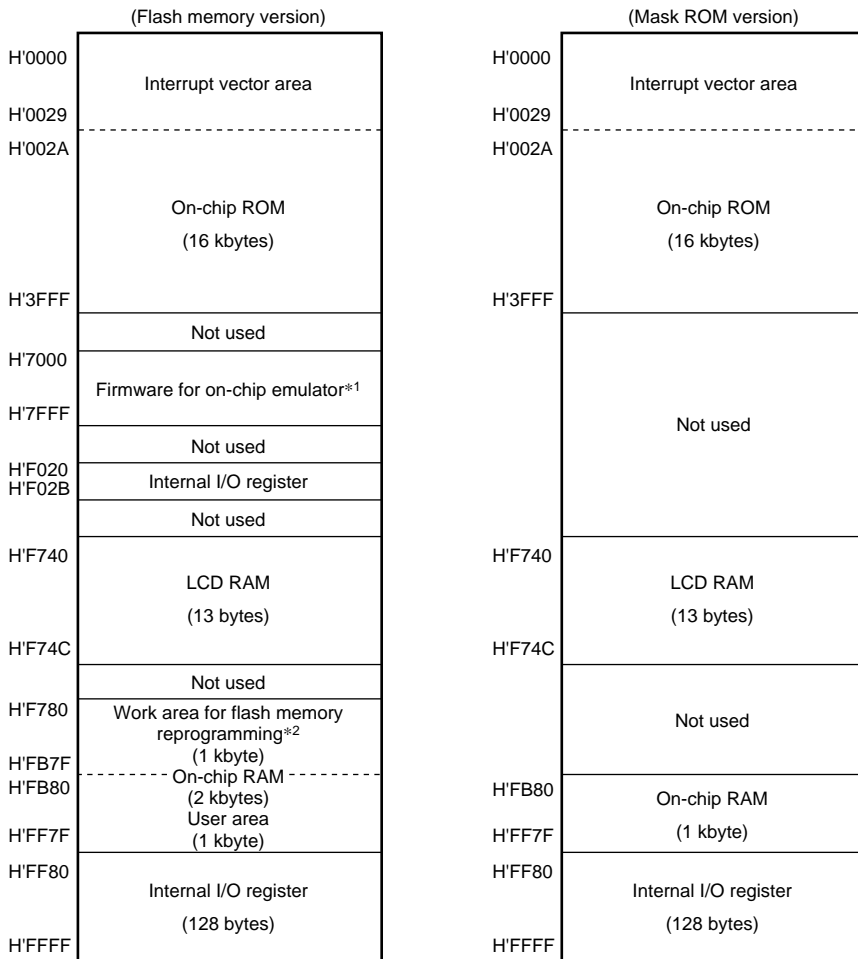 (Flash memory version)
H'0000
Interrupt vector area
H'0029
H'002A
On-chip ROM
(16 kbytes)
H'3FFF
Not used
H'7000
Firmware for on-chip emulator*1
H'7FFF
Not used
H'F020
H'F02B
Internal I/O register
Not used
H'F740
LCD RAM
(13 bytes)
H'F74C
Not used
H'F780
Work area for flash memory
reprogramming*2
(1 kbyte)
H'FB7F
On-chip RAM
H'FB80
(2 kbytes)
User area
H'FF7F
(1 kbyte)
H'FF80
Internal I/O register
(128 bytes)
H'FFFF
(Mask ROM version)
H'0000
Interrupt vector area
H'0029
H'002A
On-chip ROM
(16 kbytes)
H'3FFF
Not used
H'F740
LCD RAM
(13 bytes)
H'F74C
Not used
H'FB80
On-chip RAM
(1 kbyte)
H'FF7F
H'FF80
Internal I/O register
(128 bytes)
H'FFFF